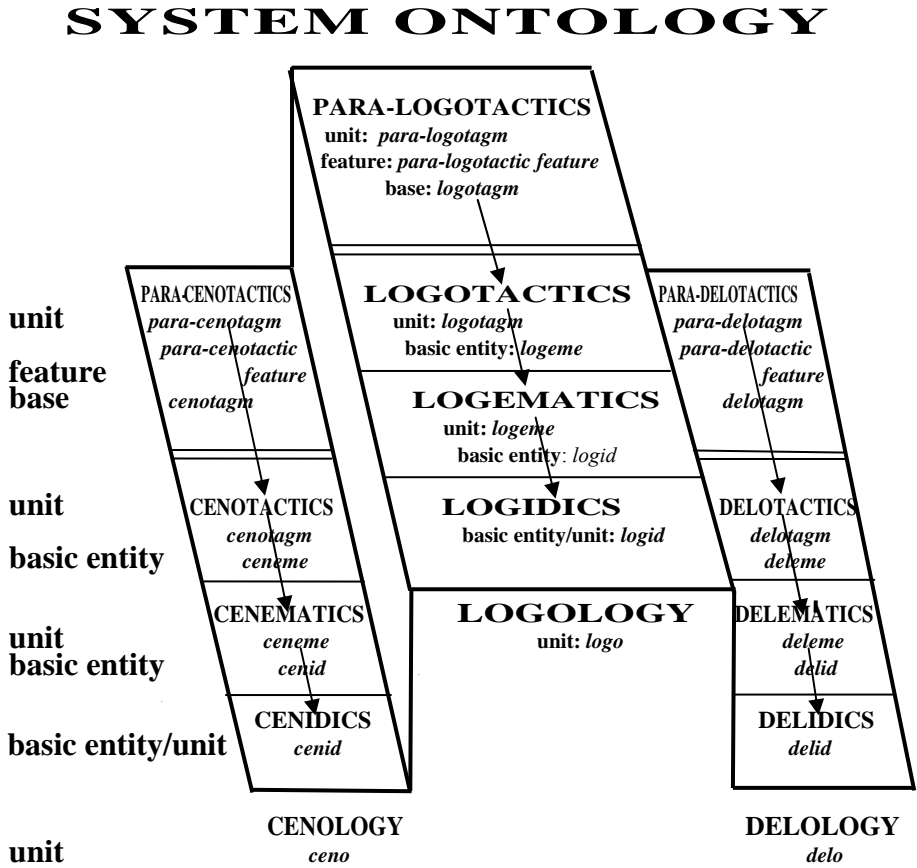 SYSTEM ONTOLOGY
PARA-LOGOTACTICS
unit: para-logotagm
feature: para-logotactic feature
base: logotagm
LOGOTACTICS
unit: logotagm
basic entity: logeme
LOGEMATICS
unit: logeme
basic entity: logid
LOGIDICS
basic entity/unit: logid
LOGOLOGY
unit: logo
unit
feature
base
unit
basic entity
unit
basic entity
basic entity/unit
unit
PARA-CENOTACTICS
para-cenotagm
para-cenotactic
feature
cenotagm
CENOTACTICS
cenotagm
ceneme
CENEMATICS
ceneme
cenid
CENIDICS
cenid
CENOLOGY
ceno
PARA-DELOTACTICS
para-delotagm
para-delotactic
feature
delotagm
DELOTACTICS
delotagm
deleme
DELEMATICS
deleme
delid
DELIDICS
delid
DELOLOGY
delo